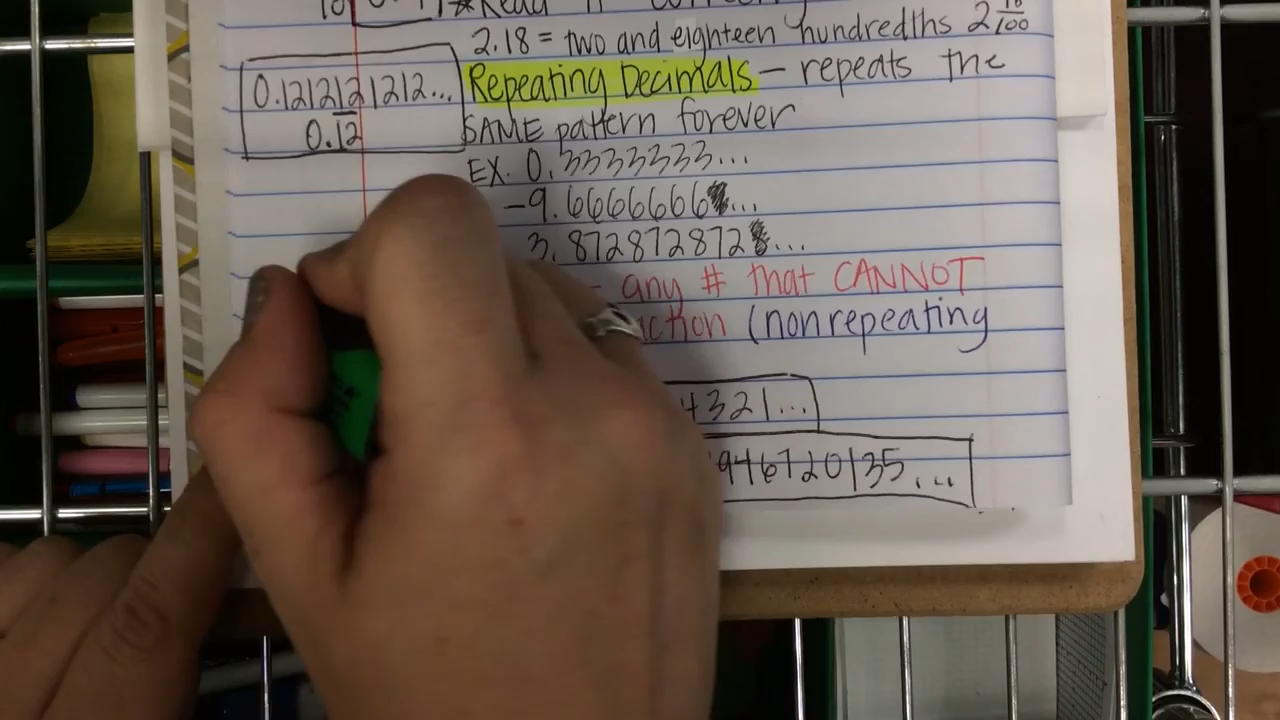 2.18 = two and eighteen hundredths 2 18/100
0.1212121212...
0.12
Repeating Decimals – repeats the
SAME pattern forever
EX. 0.3333333...
-9.6666666...
3.872872872...
- any # that CANNOT
(nonrepeating
4321...
946720135...